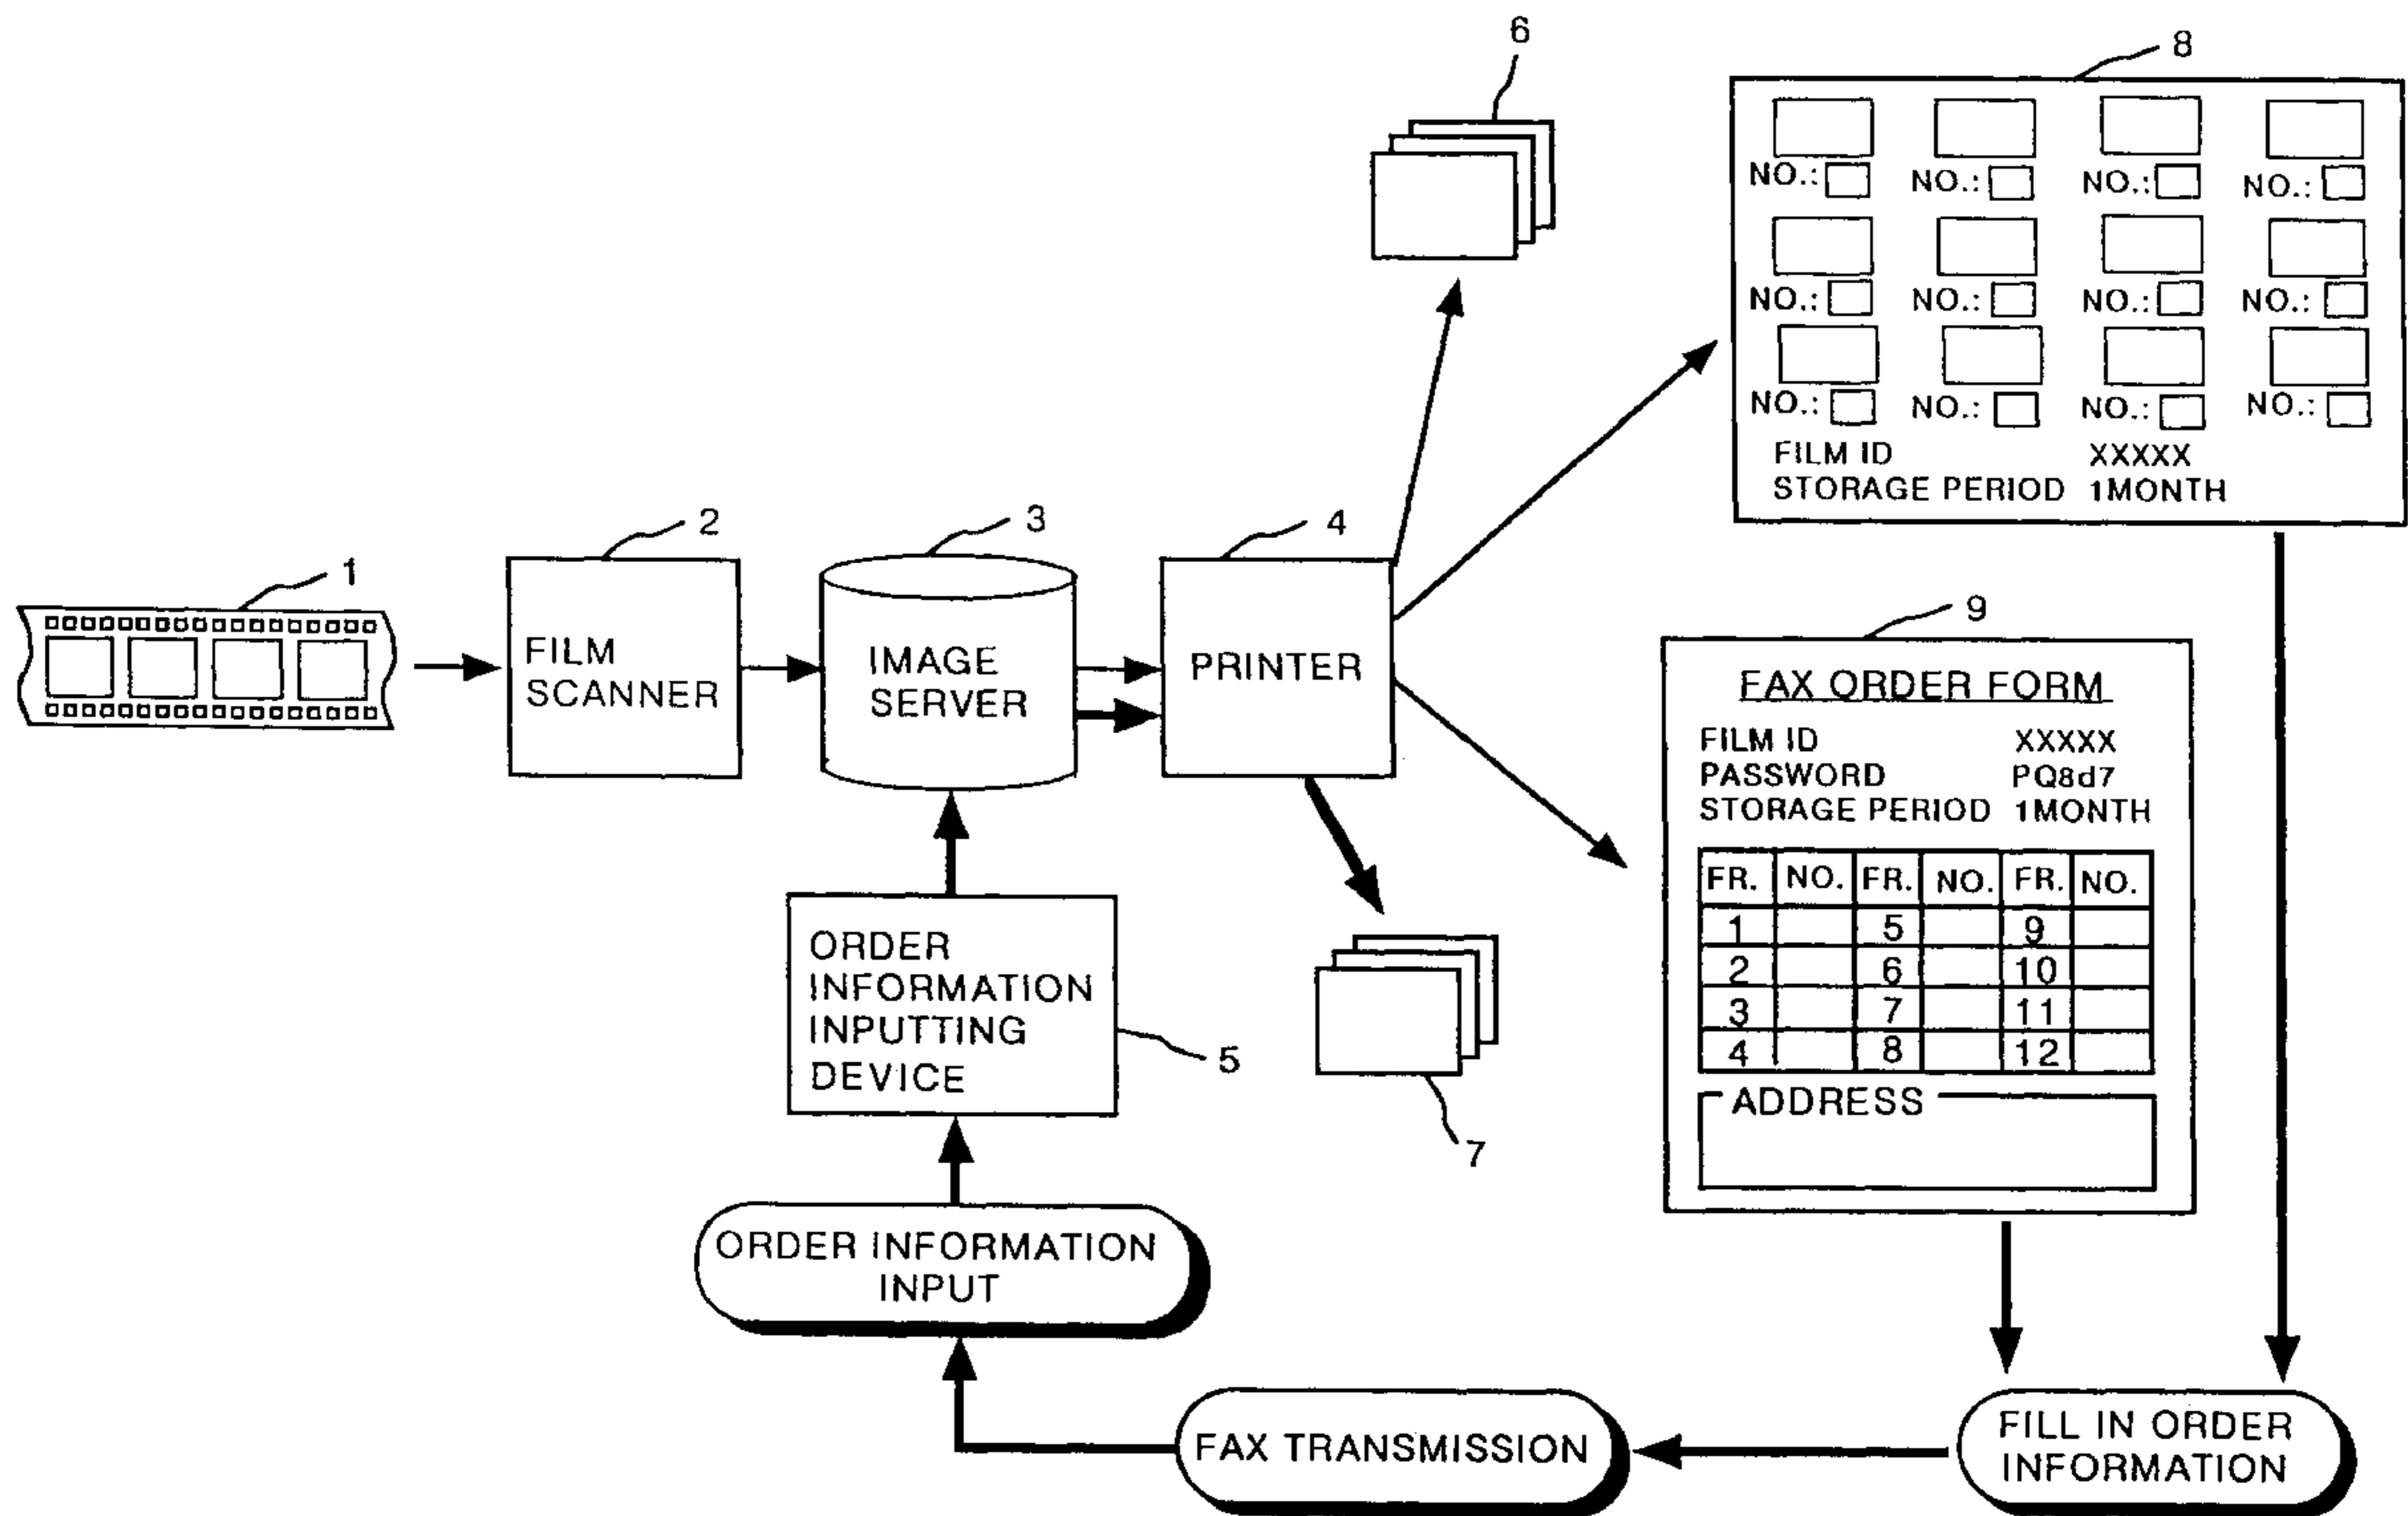 6
8
NO.: NO.: NO.: NO.:
NO.: NO.: NO.: NO.:
NO.: NO.: NO.: NO.:
FILM ID XXXXX
STORAGE PERIOD 1MONTH
1
2
3
4
FILM
SCANNER
IMAGE
SERVER
PRINTER
9
FAX ORDER FORM
FILM ID XXXXX
PASSWORD PQ8d7
STORAGE PERIOD 1MONTH
FR. NO. FR. NO. FR. NO.
1 5 9
2 6 10
3 7 11
4 8 12
ADDRESS
ORDER
INFORMATION
INPUTTING
DEVICE
5
7
ORDER INFORMATION
INPUT
FAX TRANSMISSION
FILL IN ORDER
INFORMATION